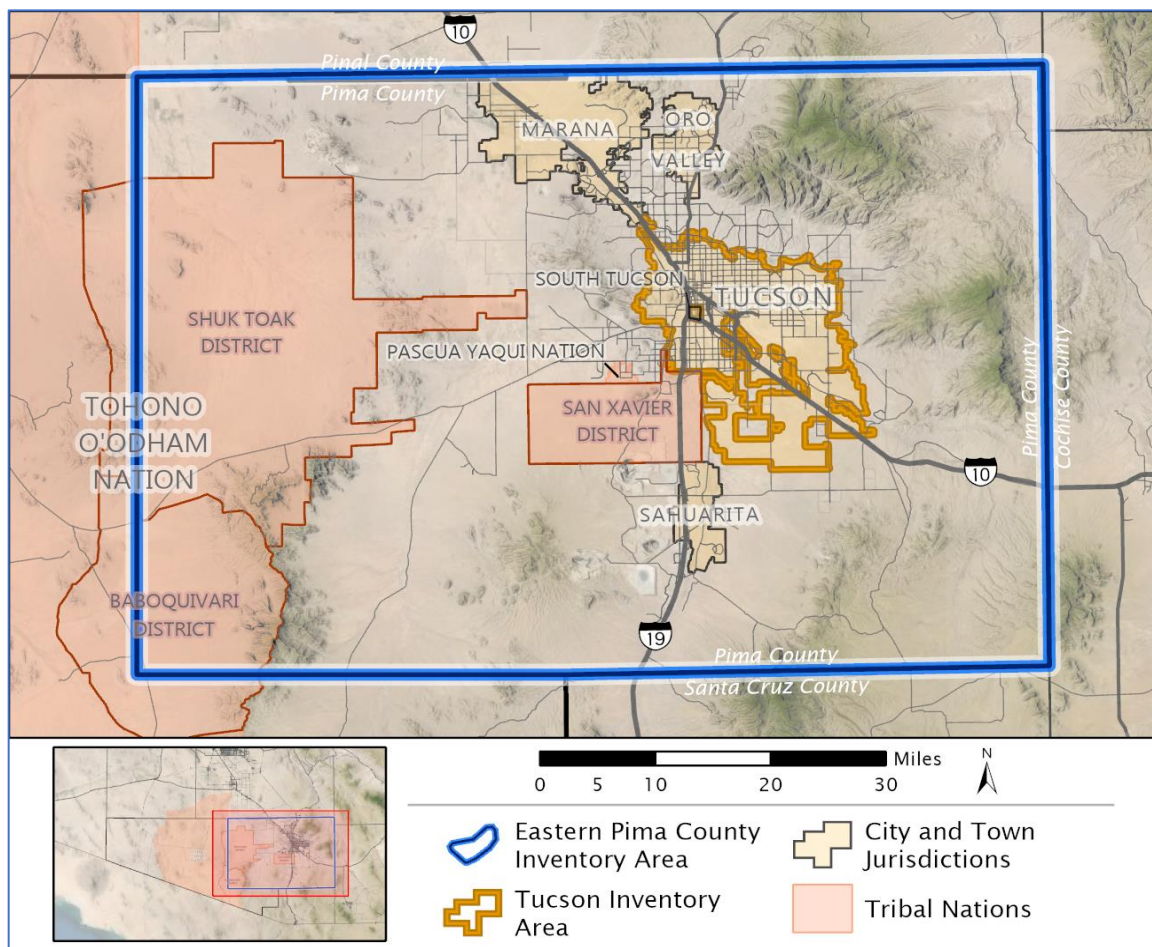 10
Pinal County
Pima County
MARANA
ORO
VALLEY
SOUTH TUCSON
TUCSON
SHUK TOAK
DISTRICT
PASCUA YAQUI NATION
SAN XAVIER
DISTRICT
TOHONO
O'ODHAM
NATION
Pima County
Cochise County
10
SAHUARITA
BABOQUIVARI
DISTRICT
19
Pima County
Santa Cruz County
Miles
0 5 10 20 30
N
Eastern Pima County
Inventory Area
City and Town
Jurisdictions
Tucson Inventory
Area
Tribal Nations